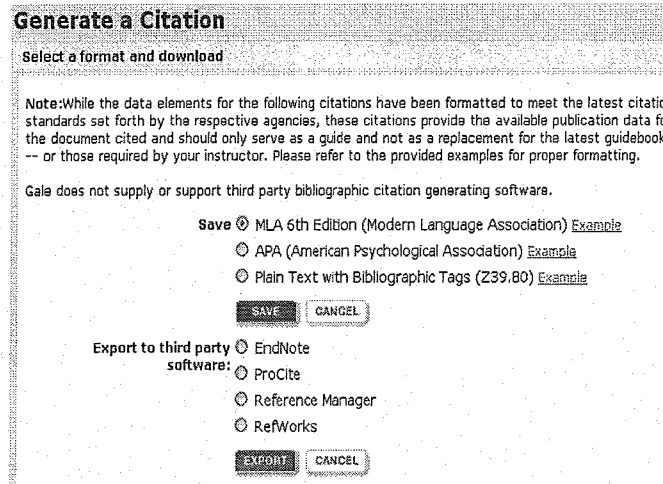 Generate a Citation
Select a format and download
Note:While the data elements for the following citations have been formatted to meet the latest citatio
standards set forth by the respective agencies, these citations provide the available publication data fo
the document cited and should only serve as a guide and not as a replacement for the latest guidebook
-- or those required by your instructor. Please refer to the provided examples for proper formatting.
Gale does not supply or support third party bibliographic citation generating software.
Save MLA 6th Edition (Modern Language Association) Example
APA (American Psychological Association) Example
Plain Text with Bibliographic Tags (Z39.80) Example
SAVE CANCEL
Export to third party EndNote
software:
ProCite
Reference Manager
RefWorks
EXPORT CANCEL